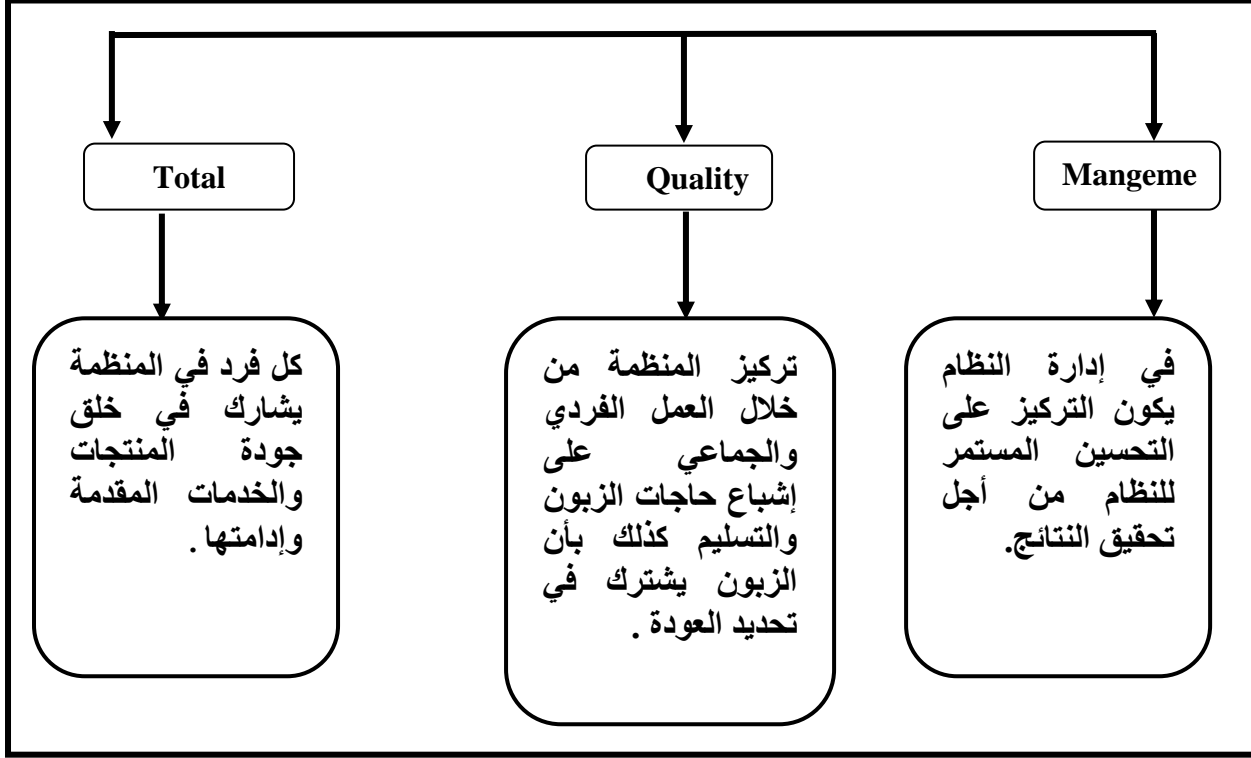 Total
Quality
Mangeme
كل فرد في المنظمة
يشارك في خلق
جودة المنتجات
والخدمات المقدمة
وإدامتها .
تركيز المنظمة من
خلال العمل الفردي
والجماعي على
إشباع حاجات الزبون
والتسليم كذلك بأن
الزبون يشترك في
تحديد العودة .
في إدارة النظام
يكون التركيز على
التحسين المستمر
للنظام من أجل
تحقيق النتائج.